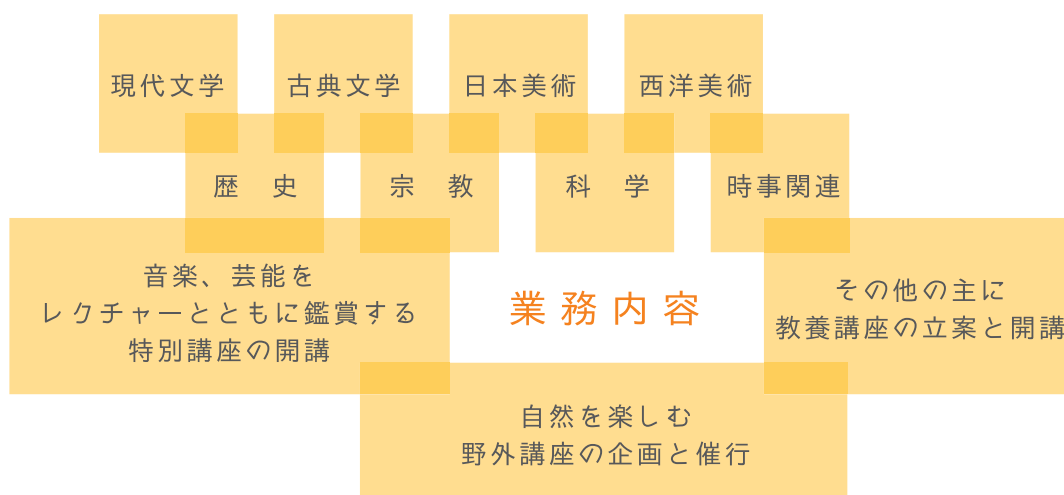 現代文学
古典文学
日本美術
西洋美術
歴　史
宗　教
科　学
時事関連
音楽、芸能を
レクチャーとともに鑑賞する
特別講座の開講
業務内容
その他の主に
教養講座の立案と開講
自然を楽しむ
野外講座の企画と催行